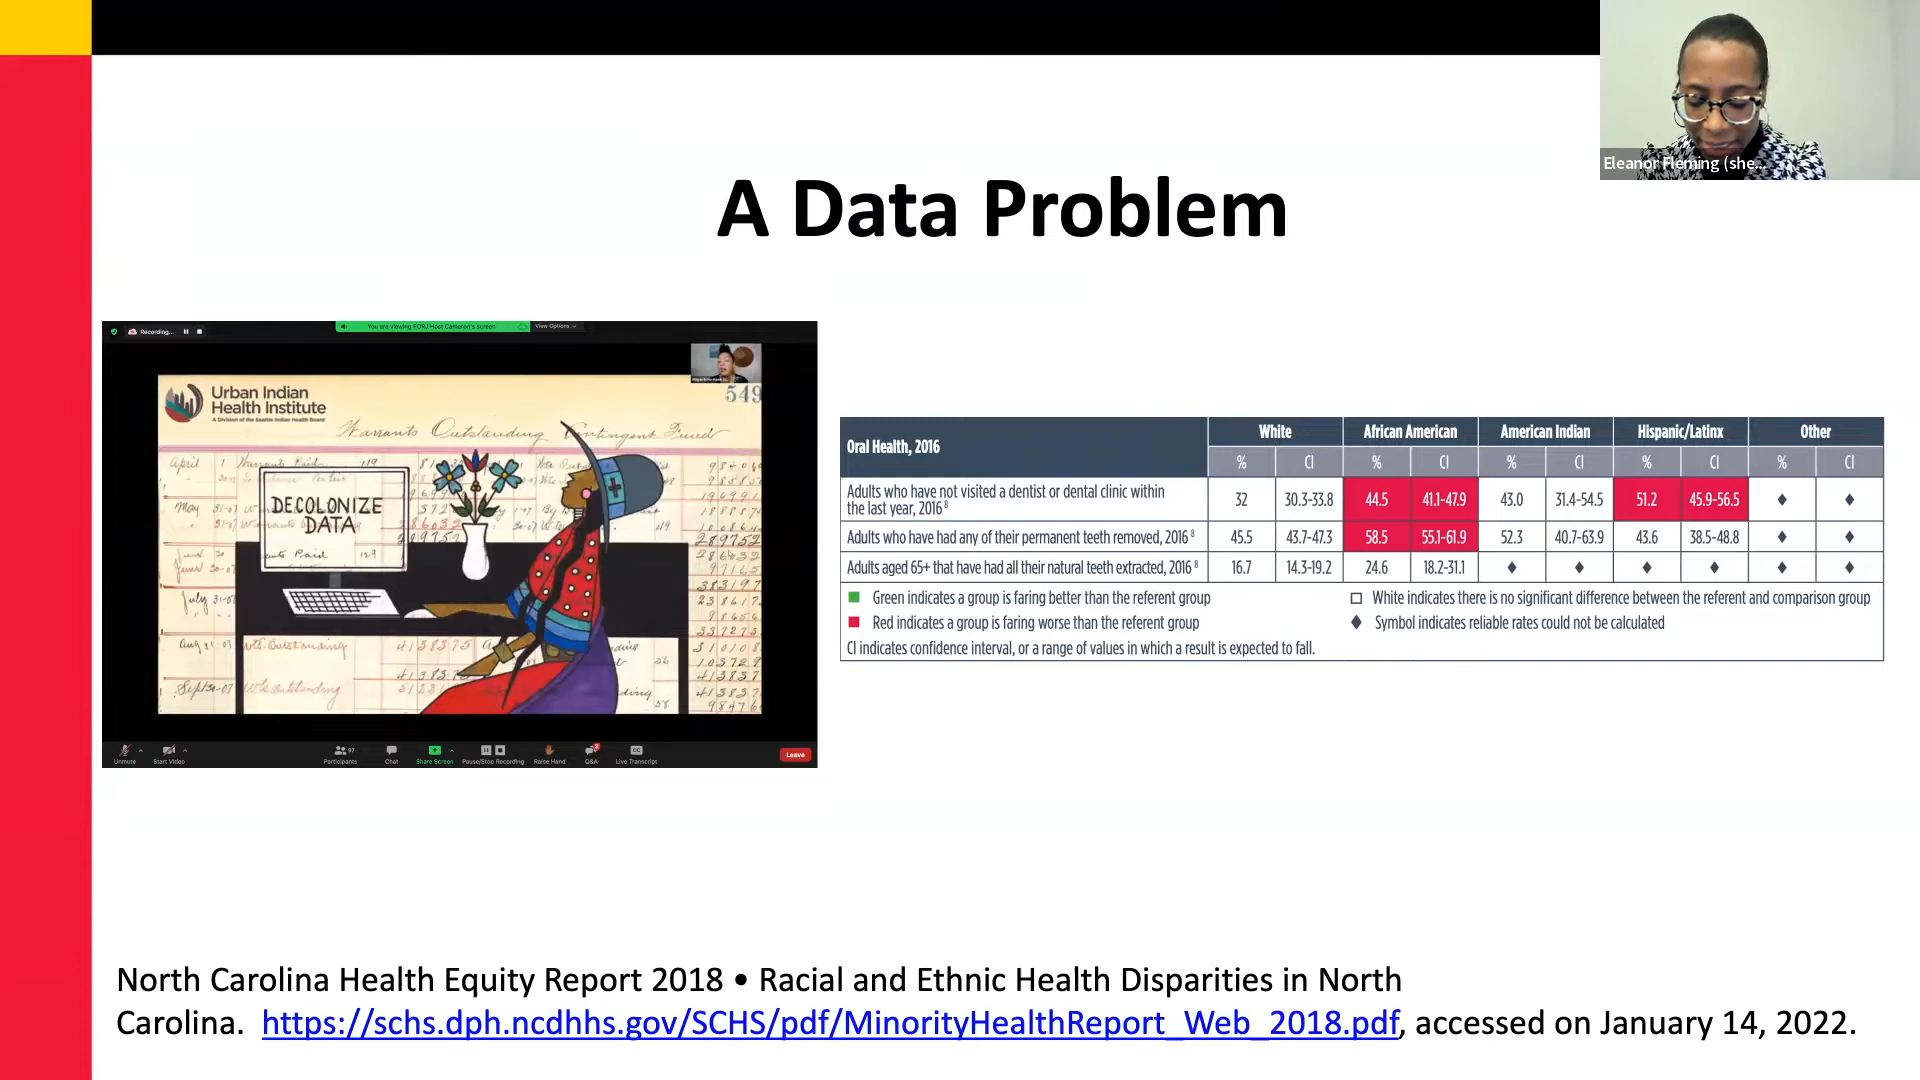 Eleanor Fleming (she...
A Data Problem
Recording...
You are viewing FORJ Host Cameron's screen
View Options
Urban Indian
Health Institute
A Division of the Seattle Indian Health Board
549
Warrants Outstanding Contingent Fund
April
May
June
July
DECOLONIZE
DATA
Unmute
Start Video
97
Participants
Chat
Share Screen
Pause/Stop Recording
Raise Hand
Q&A
CC
Live Transcript
Leave
Oral Health, 2016 White African American American Indian Hispanic/Latinx Other
% CI % CI % CI % CI % CI
Adults who have not visited a dentist or dental clinic within
the last year, 2016 8 32 30.3-33.8 44.5 41.1-47.9 43.0 31.4-54.5 51.2 45.9-56.5 ♦ ♦
Adults who have had any of their permanent teeth removed, 2016 8 45.5 43.7-47.3 58.5 55.1-61.9 52.3 40.7-63.9 43.6 38.5-48.8 ♦ ♦
Adults aged 65+ that have had all their natural teeth extracted, 2016 8 16.7 14.3-19.2 24.6 18.2-31.1 ♦ ♦ ♦ ♦ ♦ ♦
Green indicates a group is faring better than the referent group
White indicates there is no significant difference between the referent and comparison group
Red indicates a group is faring worse than the referent group
♦ Symbol indicates reliable rates could not be calculated
CI indicates confidence interval, or a range of values in which a result is expected to fall.
North Carolina Health Equity Report 2018 • Racial and Ethnic Health Disparities in North
Carolina. https://schs.dph.ncdhhs.gov/SCHS/pdf/MinorityHealthReport_Web_2018.pdf, accessed on January 14, 2022.